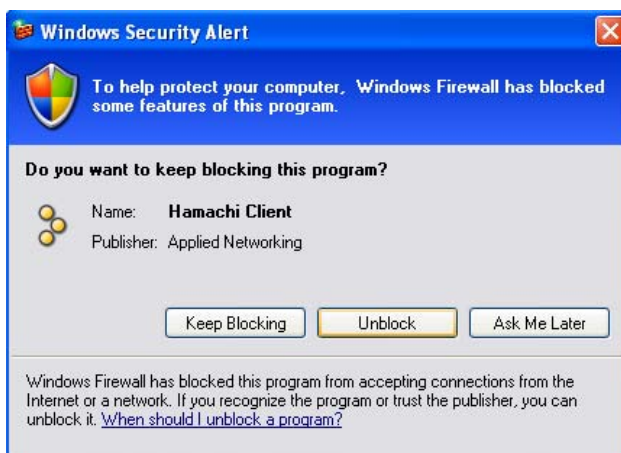 Windows Security Alert
To help protect your computer, Windows Firewall has blocked
some features of this program.
Do you want to keep blocking this program?
Name: Hamachi Client
Publisher: Applied Networking
Keep Blocking Unblock Ask Me Later
Windows Firewall has blocked this program from accepting connections from the
Internet or a network. If you recognize the program or trust the publisher, you can
unblock it. When should I unblock a program?